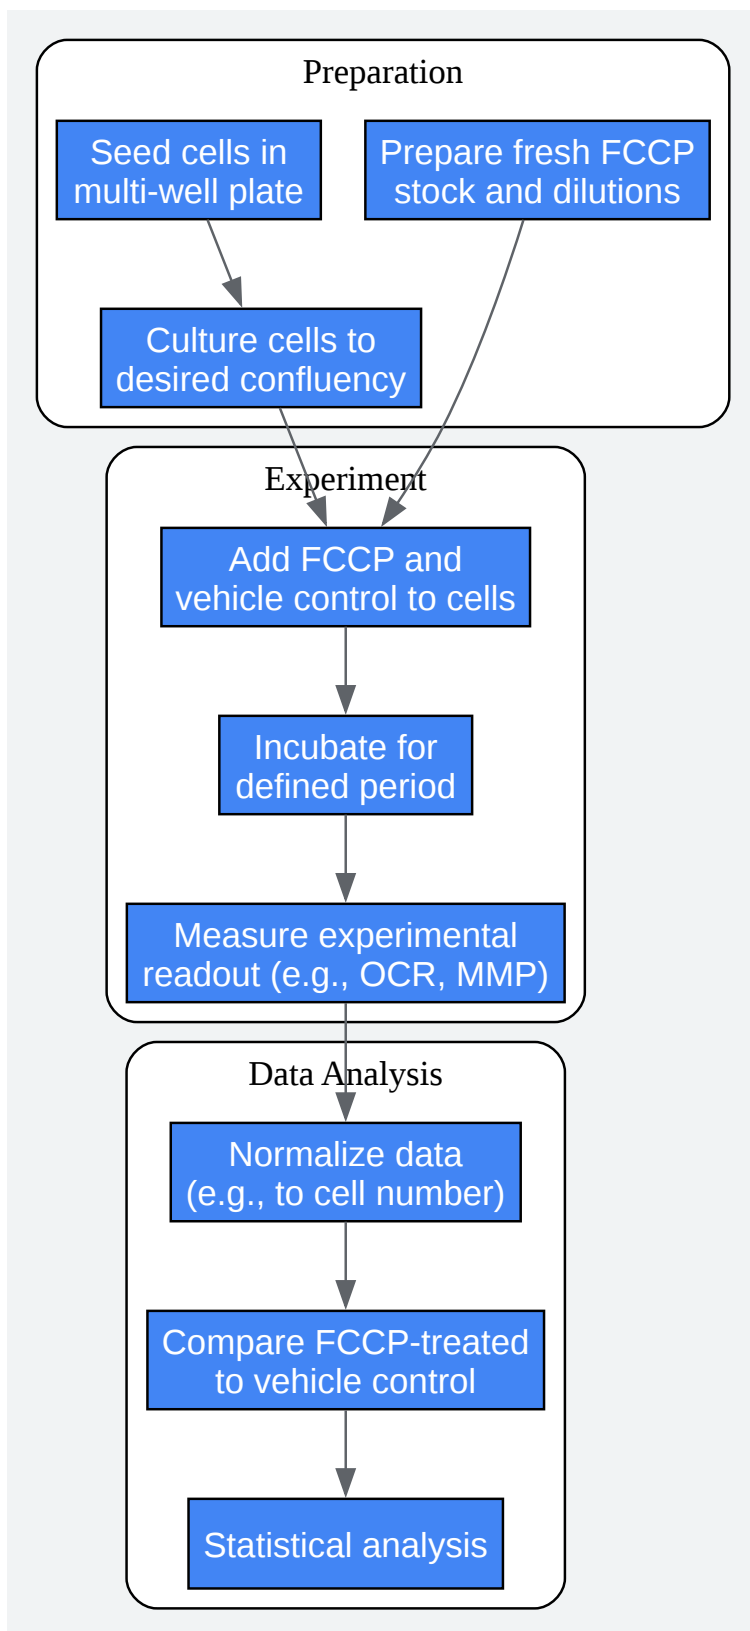 Preparation
Seed cells in
multi-well plate
Prepare fresh FCCP
stock and dilutions
Culture cells to
desired confluency
Experiment
Add FCCP and
vehicle control to cells
Incubate for
defined period
Measure experimental
readout (e.g., OCR, MMP)
Data Analysis
Normalize data
(e.g., to cell number)
Compare FCCP-treated
to vehicle control
Statistical analysis